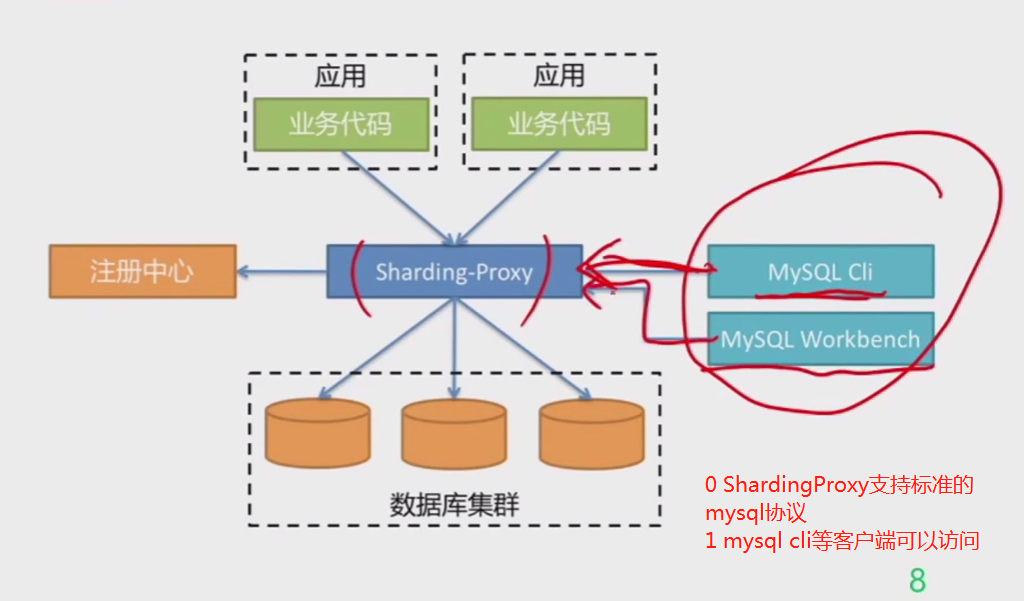 应用
应用
业务代码
业务代码
注册中心
Sharding-Proxy
MySQL Cli
MySQL Workbench
数据库集群
0 ShardingProxy支持标准的
mysql协议
1 mysql cli等客户端可以访问
8